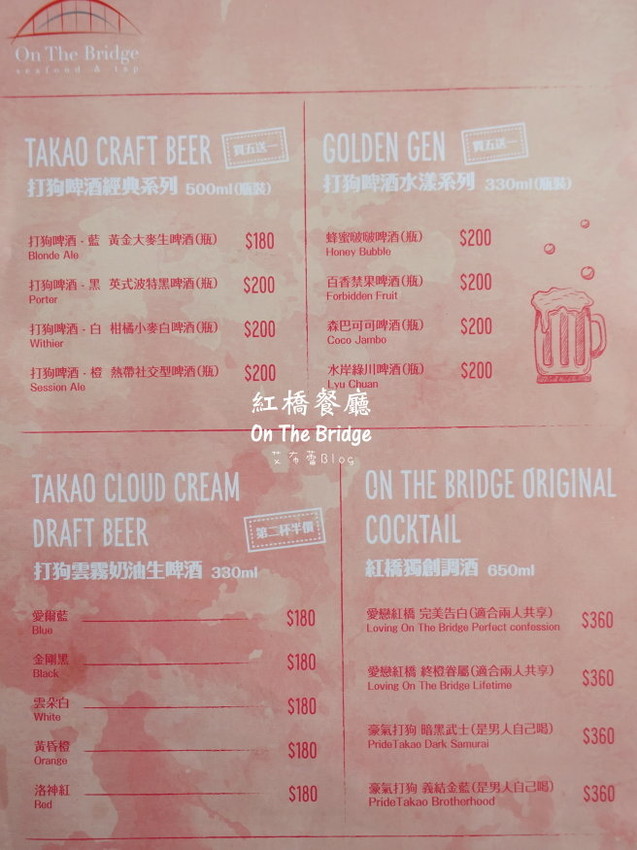 On The Bridge
seafood & tap
TAKAO CRAFT BEER
買五送一
打狗啤酒經典系列 500ml(瓶裝)
打狗啤酒-藍 黃金大麥生啤酒(瓶) $180
Blonde Ale
打狗啤酒-黑 英式波特黑啤酒(瓶) $200
Porter
打狗啤酒-白 柑橘小麥白啤酒(瓶) $200
Withier
打狗啤酒-橙 熱帶社交型啤酒(瓶) $200
Session Ale
GOLDEN GEN
買五送一
打狗啤酒水漾系列 330ml(瓶裝)
蜂蜜啵啵啤酒(瓶) $200
Honey Bubble
百香禁果啤酒(瓶) $200
Forbidden Fruit
森巴可可啤酒(瓶) $200
Coco Jambo
水岸綠川啤酒(瓶) $200
Lyu Chuan
紅橋餐廳
On The Bridge
艾布蕾Blog
TAKAO CLOUD CREAM
DRAFT BEER
第二杯半價
打狗雲霧奶油生啤酒 330ml
愛爾藍 $180
Blue
金剛黑 $180
Black
雲朵白 $180
White
黃昏橙 $180
Orange
洛神紅 $180
Red
ON THE BRIDGE ORIGINAL
COCKTAIL
紅橋獨創調酒 650ml
愛戀紅橋 完美告白(適合兩人共享) $360
Loving On The Bridge Perfect confession
愛戀紅橋 終橙眷屬(適合兩人共享) $360
Loving On The Bridge Lifetime
豪氣打狗 暗黑武士(是男人自己喝) $360
PrideTakao Dark Samurai
豪氣打狗 義結金藍(是男人自己喝) $360
PrideTakao Brotherhood